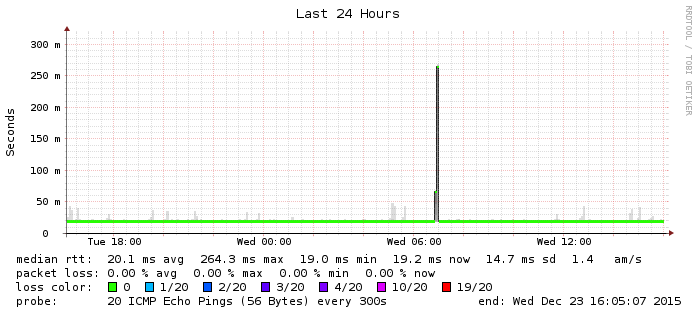 Last 24 Hours
RRDTOOL / TOBI OETIKER
Seconds
300 m
250 m
200 m
150 m
100 m
50 m
0
Tue 18:00 Wed 00:00 Wed 06:00 Wed 12:00
median rtt: 20.1 ms avg 264.3 ms max 19.0 ms min 19.2 ms now 14.7 ms sd 1.4 am/s
packet loss: 0.00 % avg 0.00 % max 0.00 % min 0.00 % now
loss color: 0 1/20 2/20 3/20 4/20 10/20 19/20
probe: 20 ICMP Echo Pings (56 Bytes) every 300s end: Wed Dec 23 16:05:07 2015